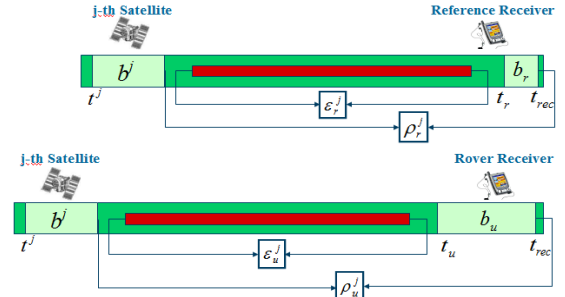 j-th Satellite
Reference Receiver
b^j
b_r
t^j
t_r
t_rec
ε_r^j
ρ_r^j
j-th Satellite
Rover Receiver
b^j
b_u
t^j
t_u
t_rec
ε_u^j
ρ_u^j